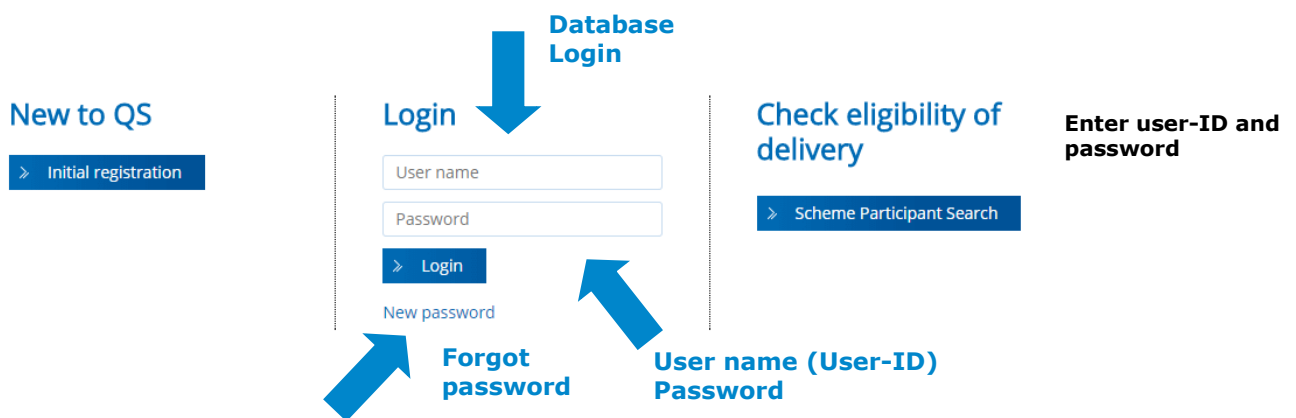 Database
Login
New to QS
» Initial registration
Login
User name
Password
» Login
New password
Check eligibility of
delivery
» Scheme Participant Search
Enter user-ID and
password
Forgot
password
User name (User-ID)
Password